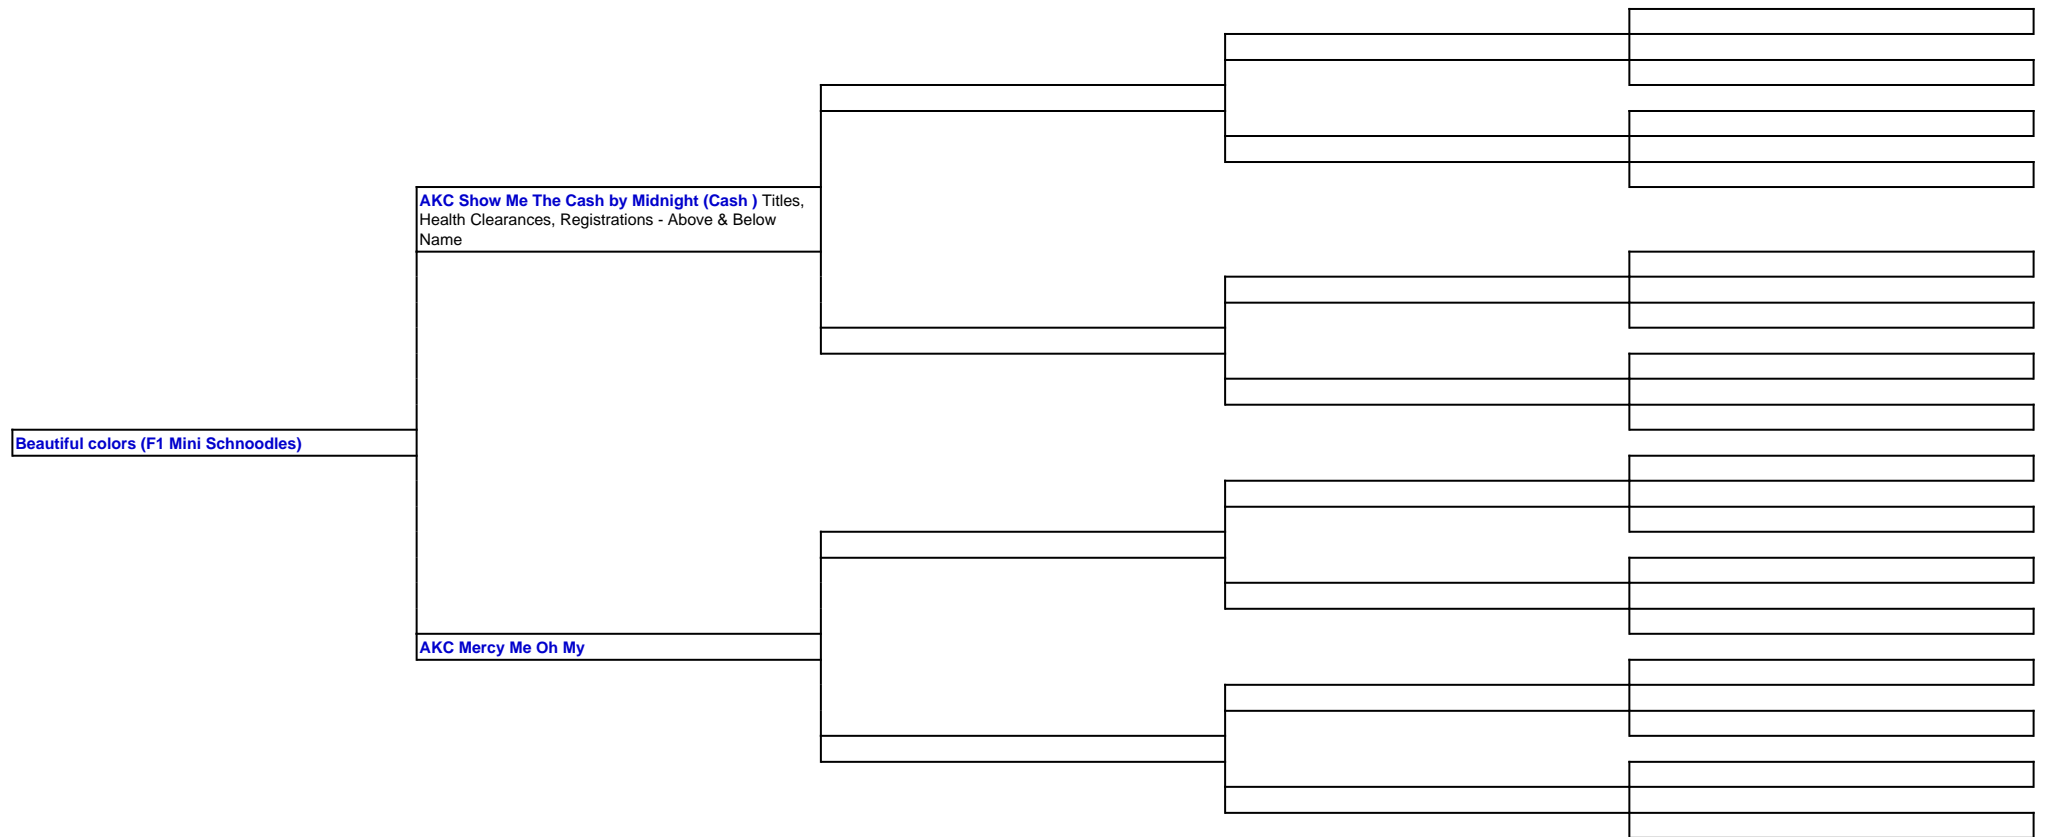 AKC Show Me The Cash by Midnight (Cash ) Titles,
Health Clearances, Registrations - Above & Below
Name
Beautiful colors (F1 Mini Schnoodles)
AKC Mercy Me Oh My